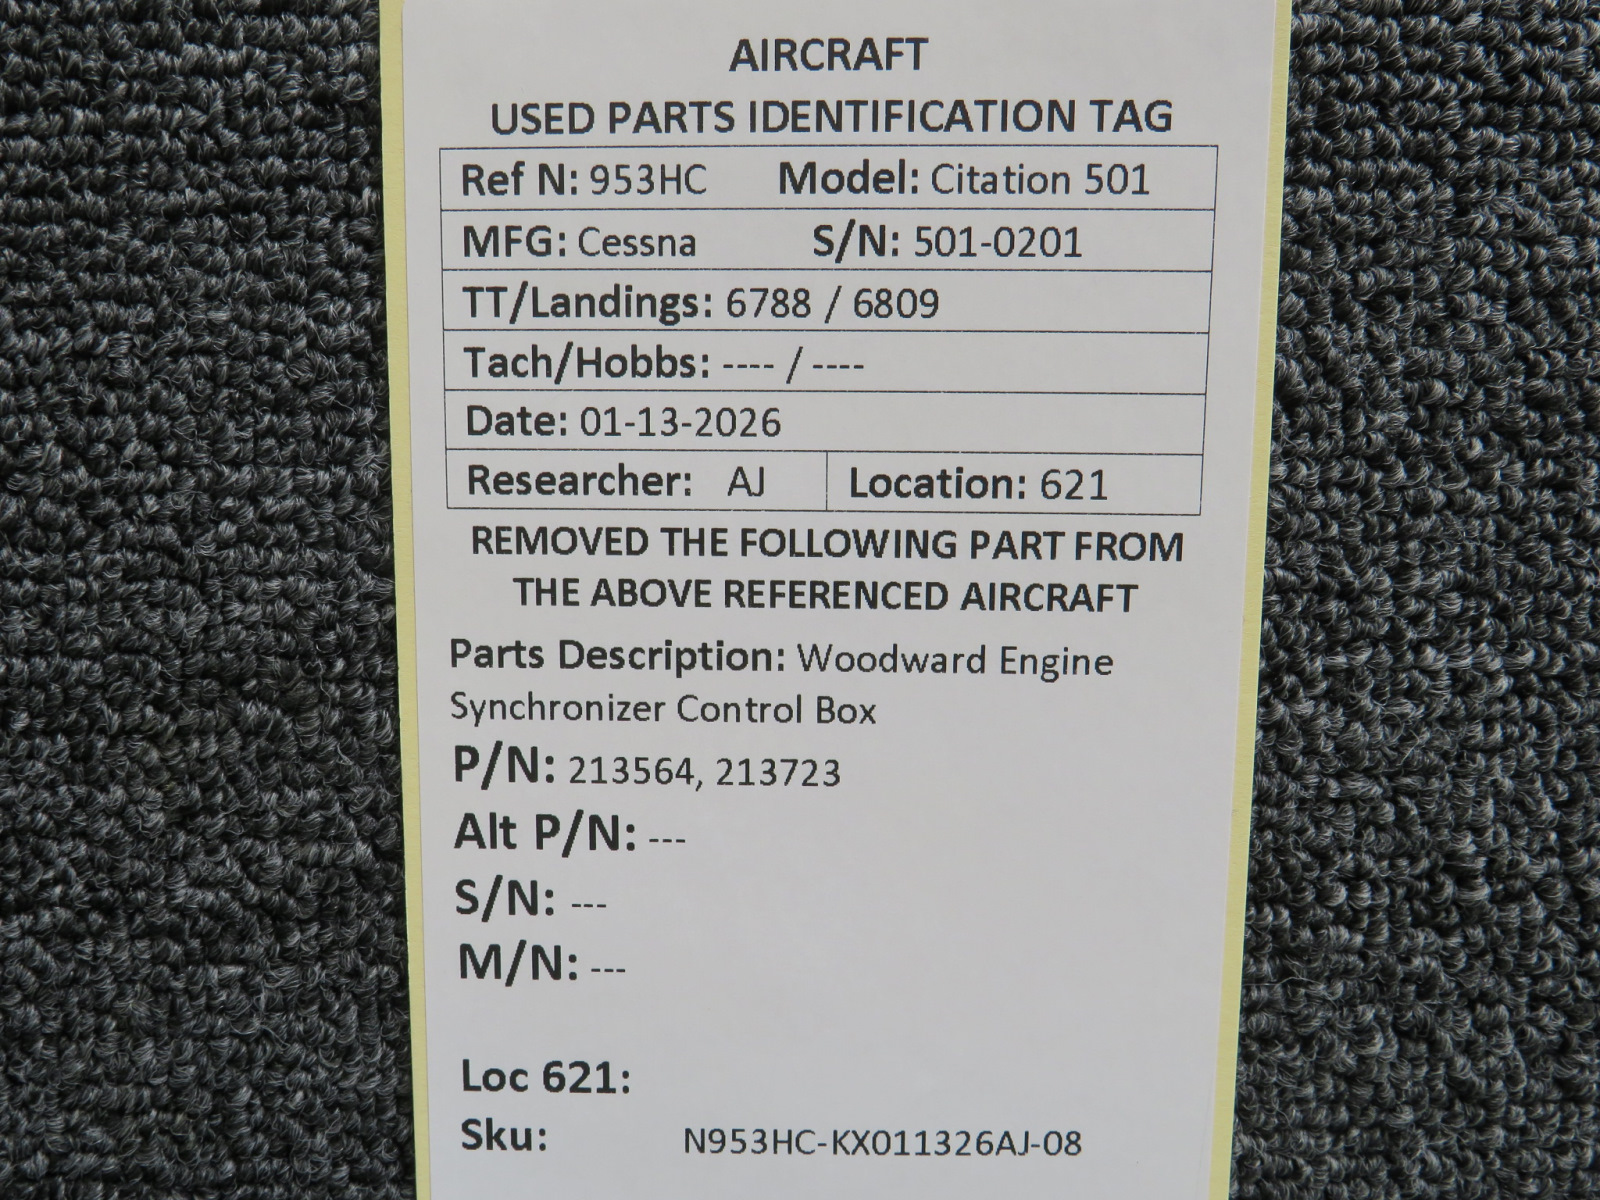 AIRCRAFT
USED PARTS IDENTIFICATION TAG
Ref N: 953HC Model: Citation 501
MFG: Cessna S/N: 501-0201
TT/Landings: 6788 / 6809
Tach/Hobbs: ---- / ----
Date: 01-13-2026
Researcher: AJ Location: 621
REMOVED THE FOLLOWING PART FROM
THE ABOVE REFERENCED AIRCRAFT
Parts Description: Woodward Engine
Synchronizer Control Box
P/N: 213564, 213723
Alt P/N: ---
S/N: ---
M/N: ---
Loc 621:
Sku: N953HC-KX011326AJ-08